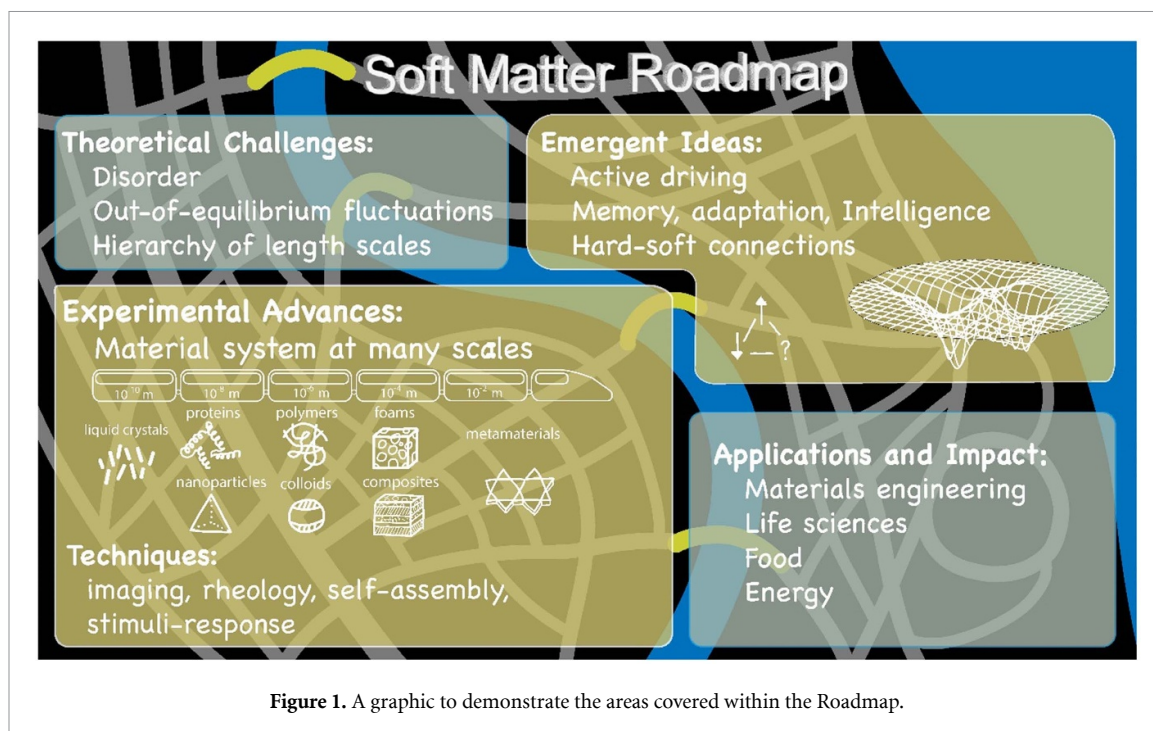 Soft Matter Roadmap
Theoretical Challenges:
Disorder
Out-of-equilibrium fluctuations
Hierarchy of length scales
Emergent Ideas:
Active driving
Memory, adaptation, Intelligence
Hard-soft connections
?
Experimental Advances:
Material system at many scales
10⁻¹⁰ m 10⁻⁸ m 10⁻⁶ m 10⁻⁴ m 10⁻² m
liquid crystals proteins polymers foams metamaterials
nanoparticles colloids composites
Techniques:
imaging, rheology, self-assembly,
stimuli-response
Applications and Impact:
Materials engineering
Life sciences
Food
Energy
Figure 1. A graphic to demonstrate the areas covered within the Roadmap.